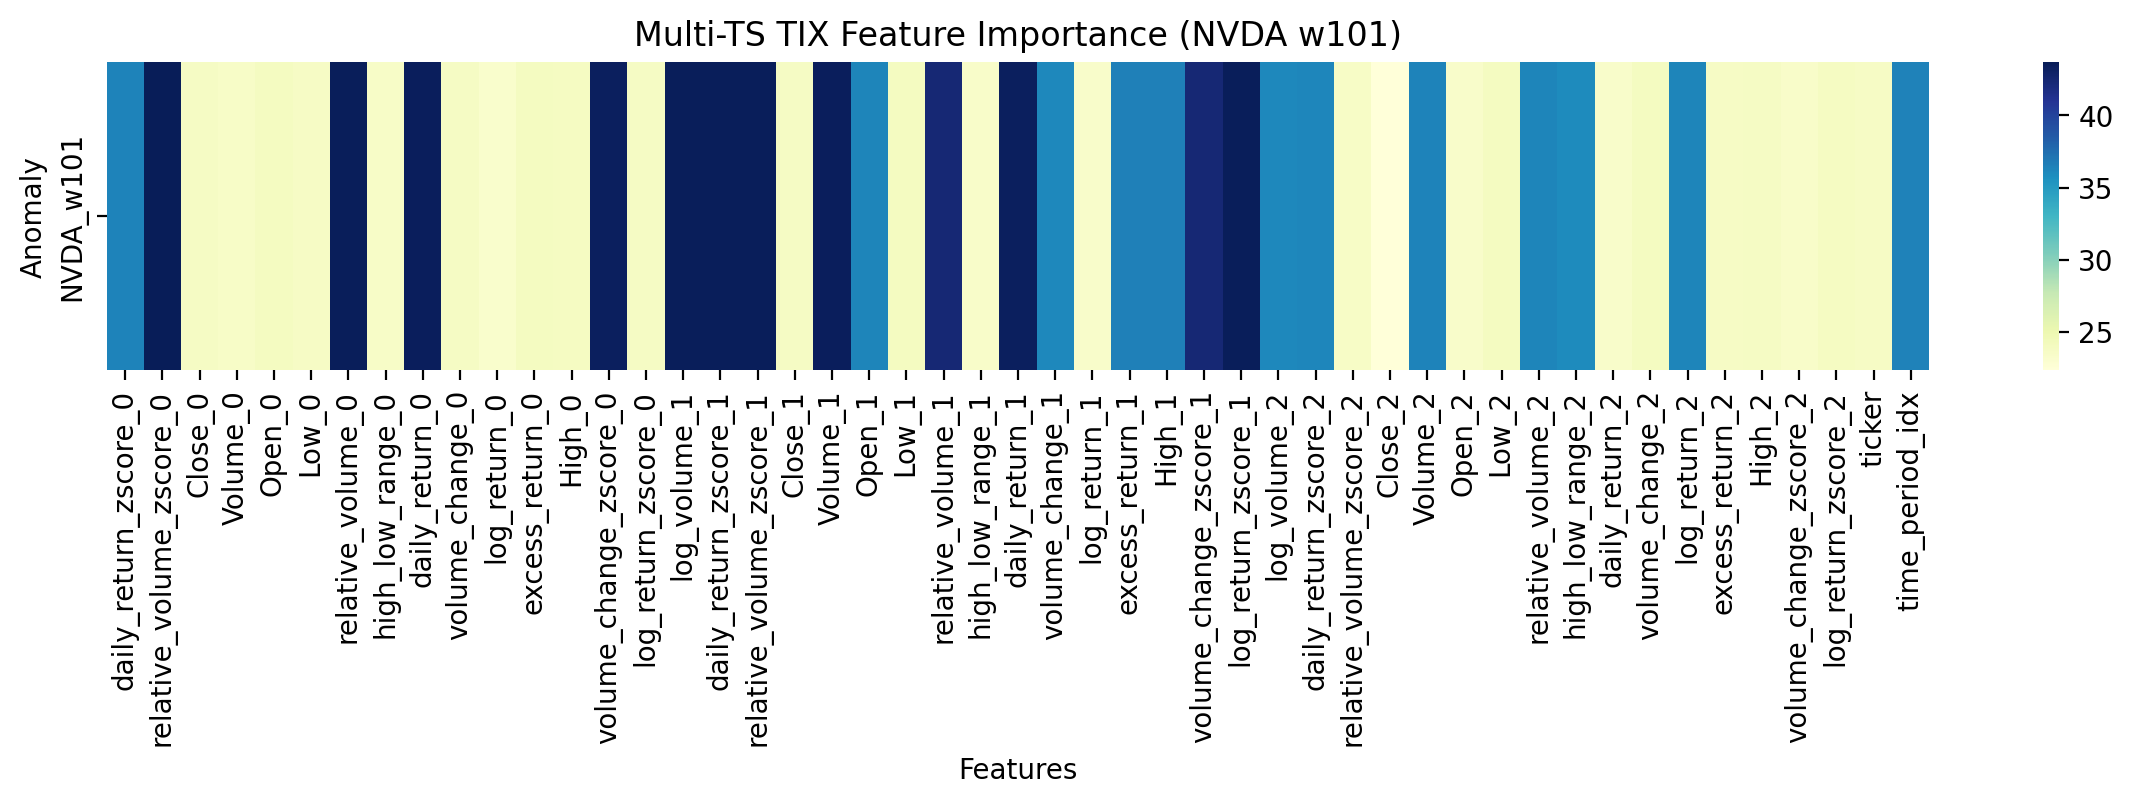 Multi-TS TIX Feature Importance (NVDA w101)
Anomaly
NVDA_w101
40
35
30
25
daily_return_zscore_0
relative_volume_zscore_0
Close_0
Volume_0
Open_0
Low_0
relative_volume_0
high_low_range_0
daily_return_0
volume_change_0
log_return_0
excess_return_0
High_0
volume_change_zscore_0
log_return_zscore_0
log_volume_1
daily_return_zscore_1
relative_volume_zscore_1
Close_1
Volume_1
Open_1
Low_1
relative_volume_1
high_low_range_1
daily_return_1
volume_change_1
log_return_1
excess_return_1
High_1
volume_change_zscore_1
log_return_zscore_1
log_volume_2
daily_return_zscore_2
relative_volume_zscore_2
Close_2
Volume_2
Open_2
Low_2
relative_volume_2
high_low_range_2
daily_return_2
volume_change_2
log_return_2
excess_return_2
High_2
volume_change_zscore_2
log_return_zscore_2
ticker
time_period_idx
Features